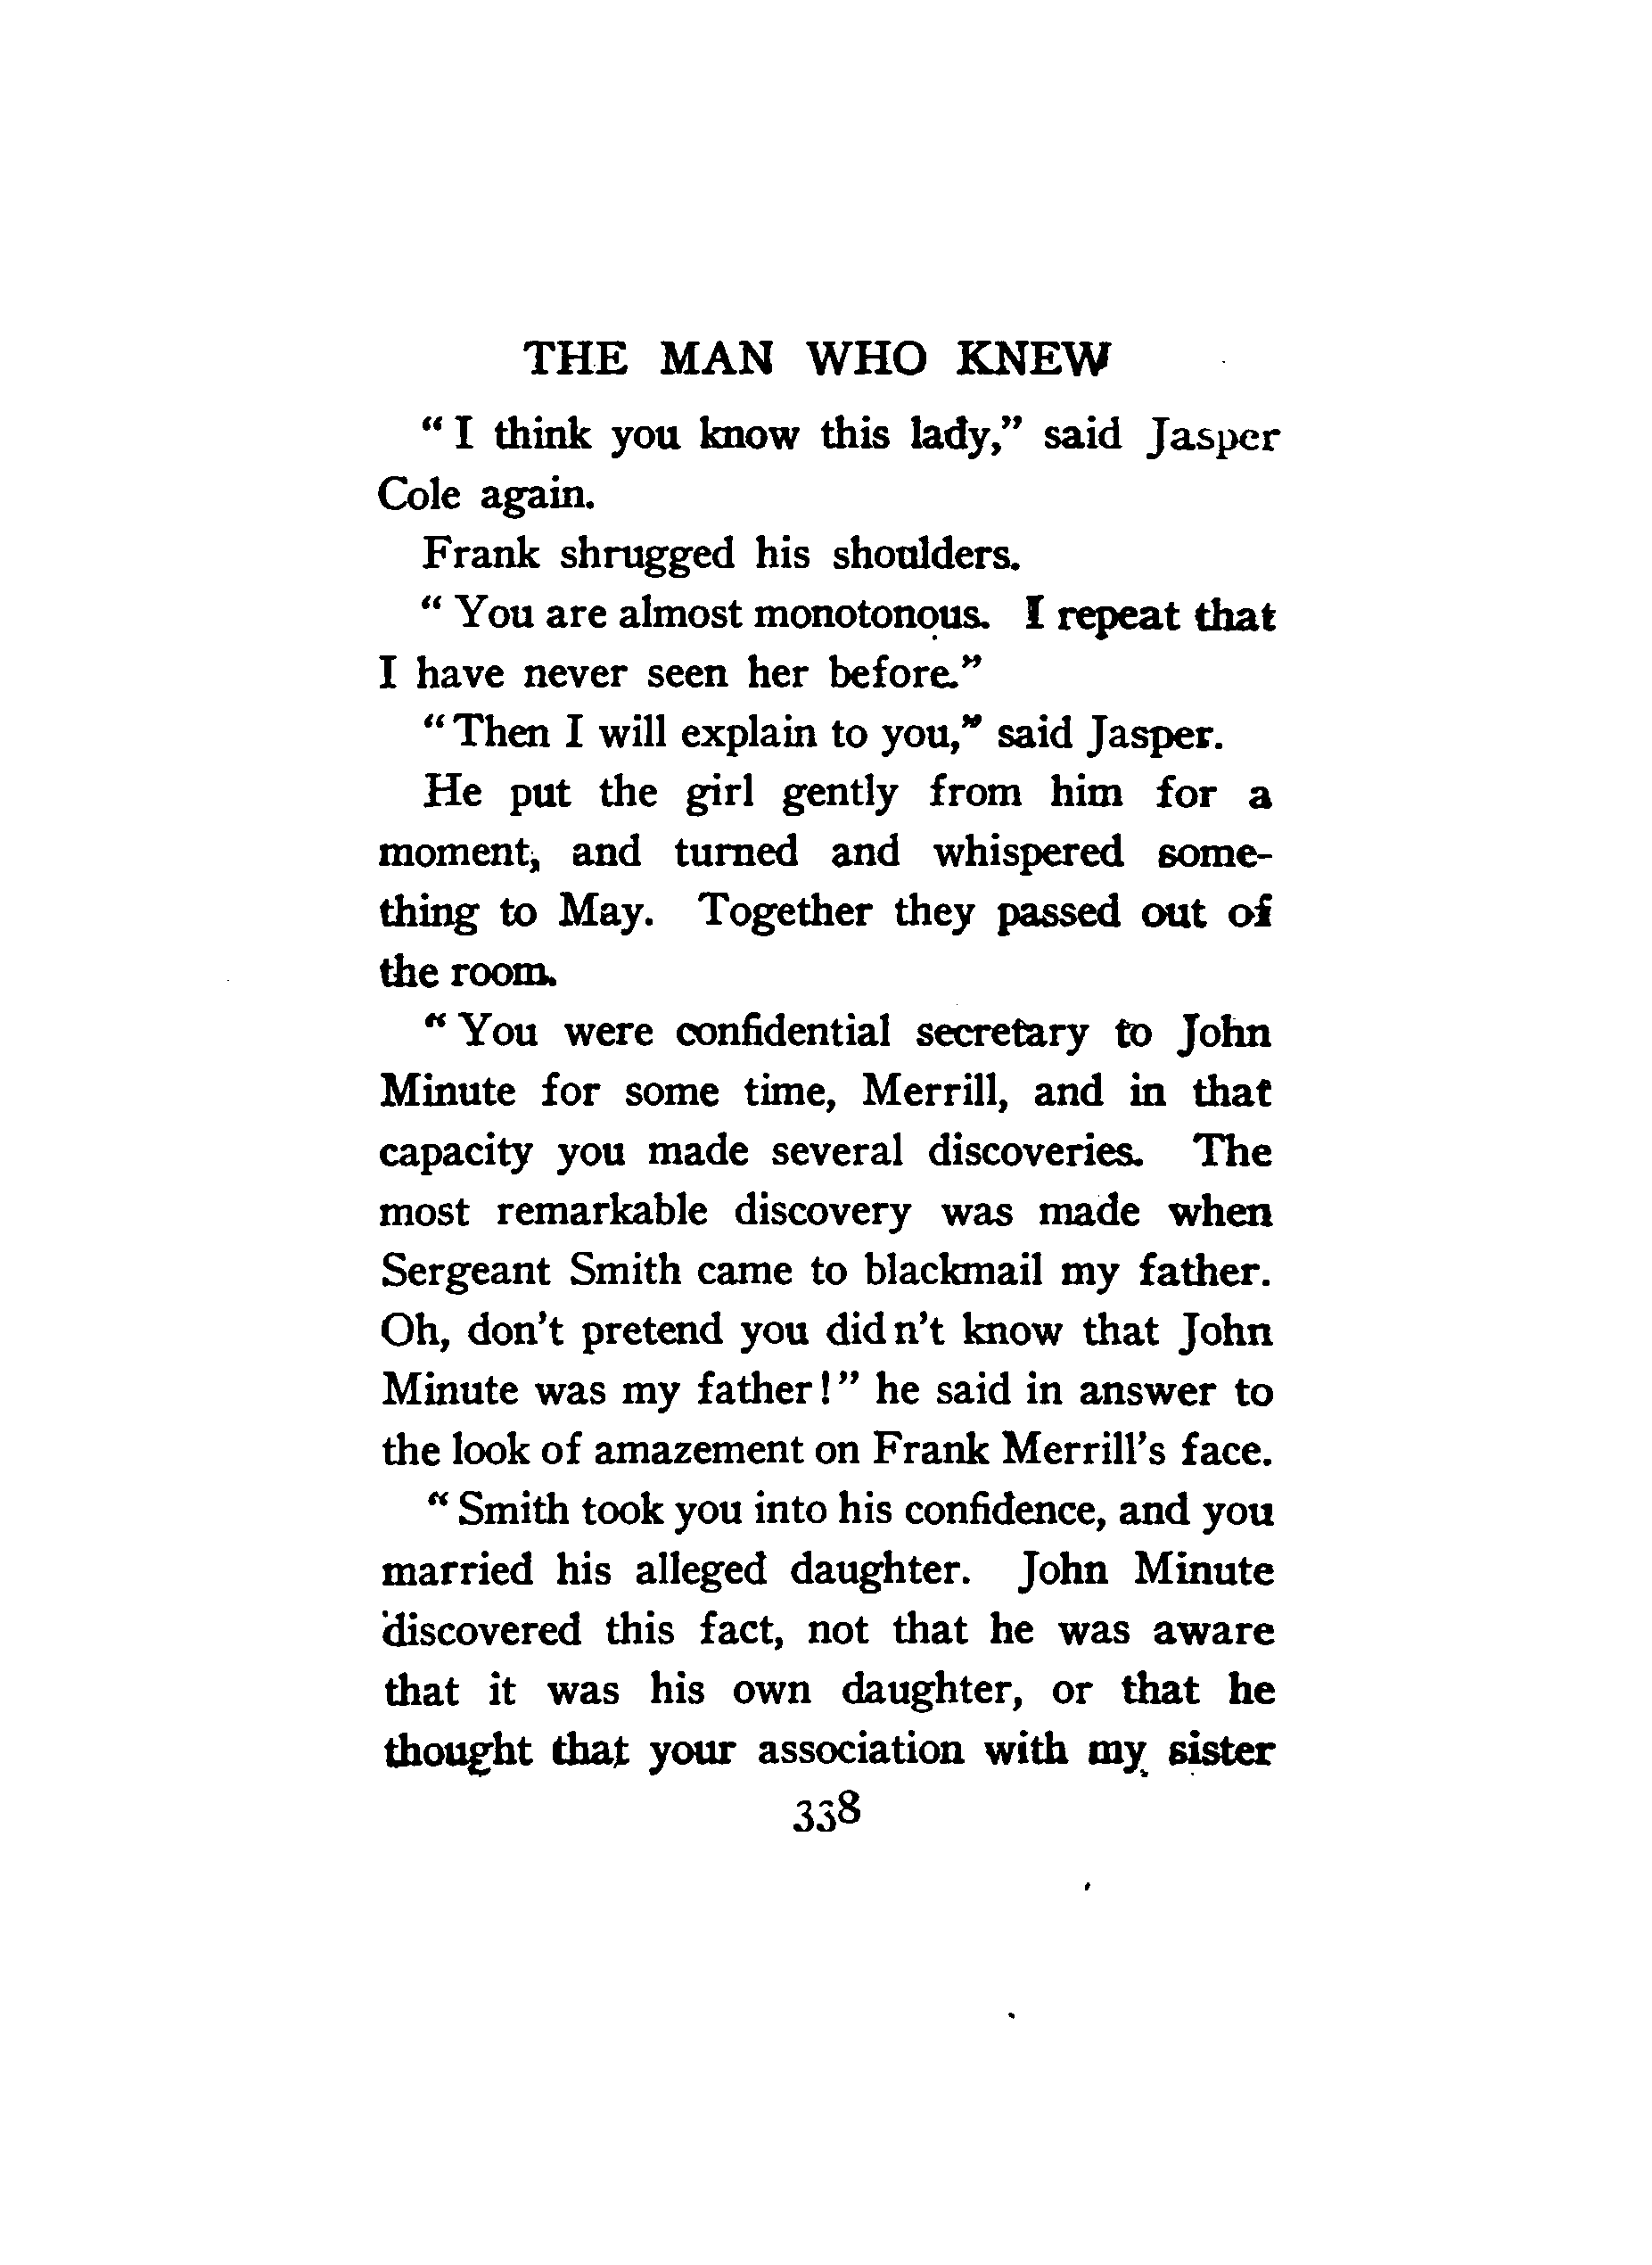 THE MAN WHO KNEW
“ I think you know this lady,” said Jasper
Cole again.
Frank shrugged his shoulders.
“ You are almost monotonous. I repeat that
I have never seen her before.”
“ Then I will explain to you,” said Jasper.
He put the girl gently from him for a
moment, and turned and whispered some-
thing to May. Together they passed out of
the room.
“ You were confidential secretary to John
Minute for some time, Merrill, and in that
capacity you made several discoveries. The
most remarkable discovery was made when
Sergeant Smith came to blackmail my father.
Oh, don’t pretend you didn’t know that John
Minute was my father!” he said in answer to
the look of amazement on Frank Merrill’s face.
“ Smith took you into his confidence, and you
married his alleged daughter. John Minute
discovered this fact, not that he was aware
that it was his own daughter, or that he
thought that your association with my sister
338